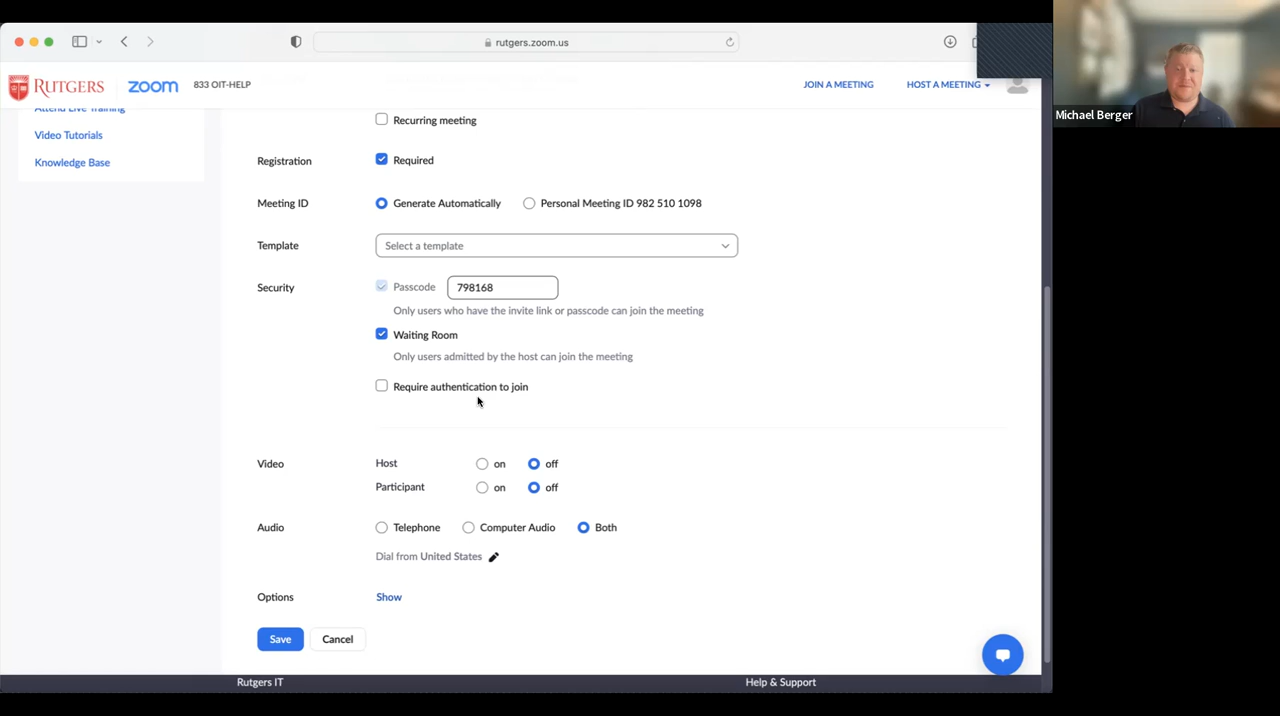 rutgers.zoom.us
RUTGERS zoom 833 OIT-HELP JOIN A MEETING HOST A MEETING
Michael Berger
Attend Live Training
Video Tutorials
Knowledge Base
Recurring meeting
Registration Required
Meeting ID Generate Automatically Personal Meeting ID 982 510 1098
Template Select a template
Security Passcode 798168
Only users who have the invite link or passcode can join the meeting
Waiting Room
Only users admitted by the host can join the meeting
Require authentication to join
Video Host on off
Participant on off
Audio Telephone Computer Audio Both
Dial from United States
Options Show
Save Cancel
Rutgers IT Help & Support